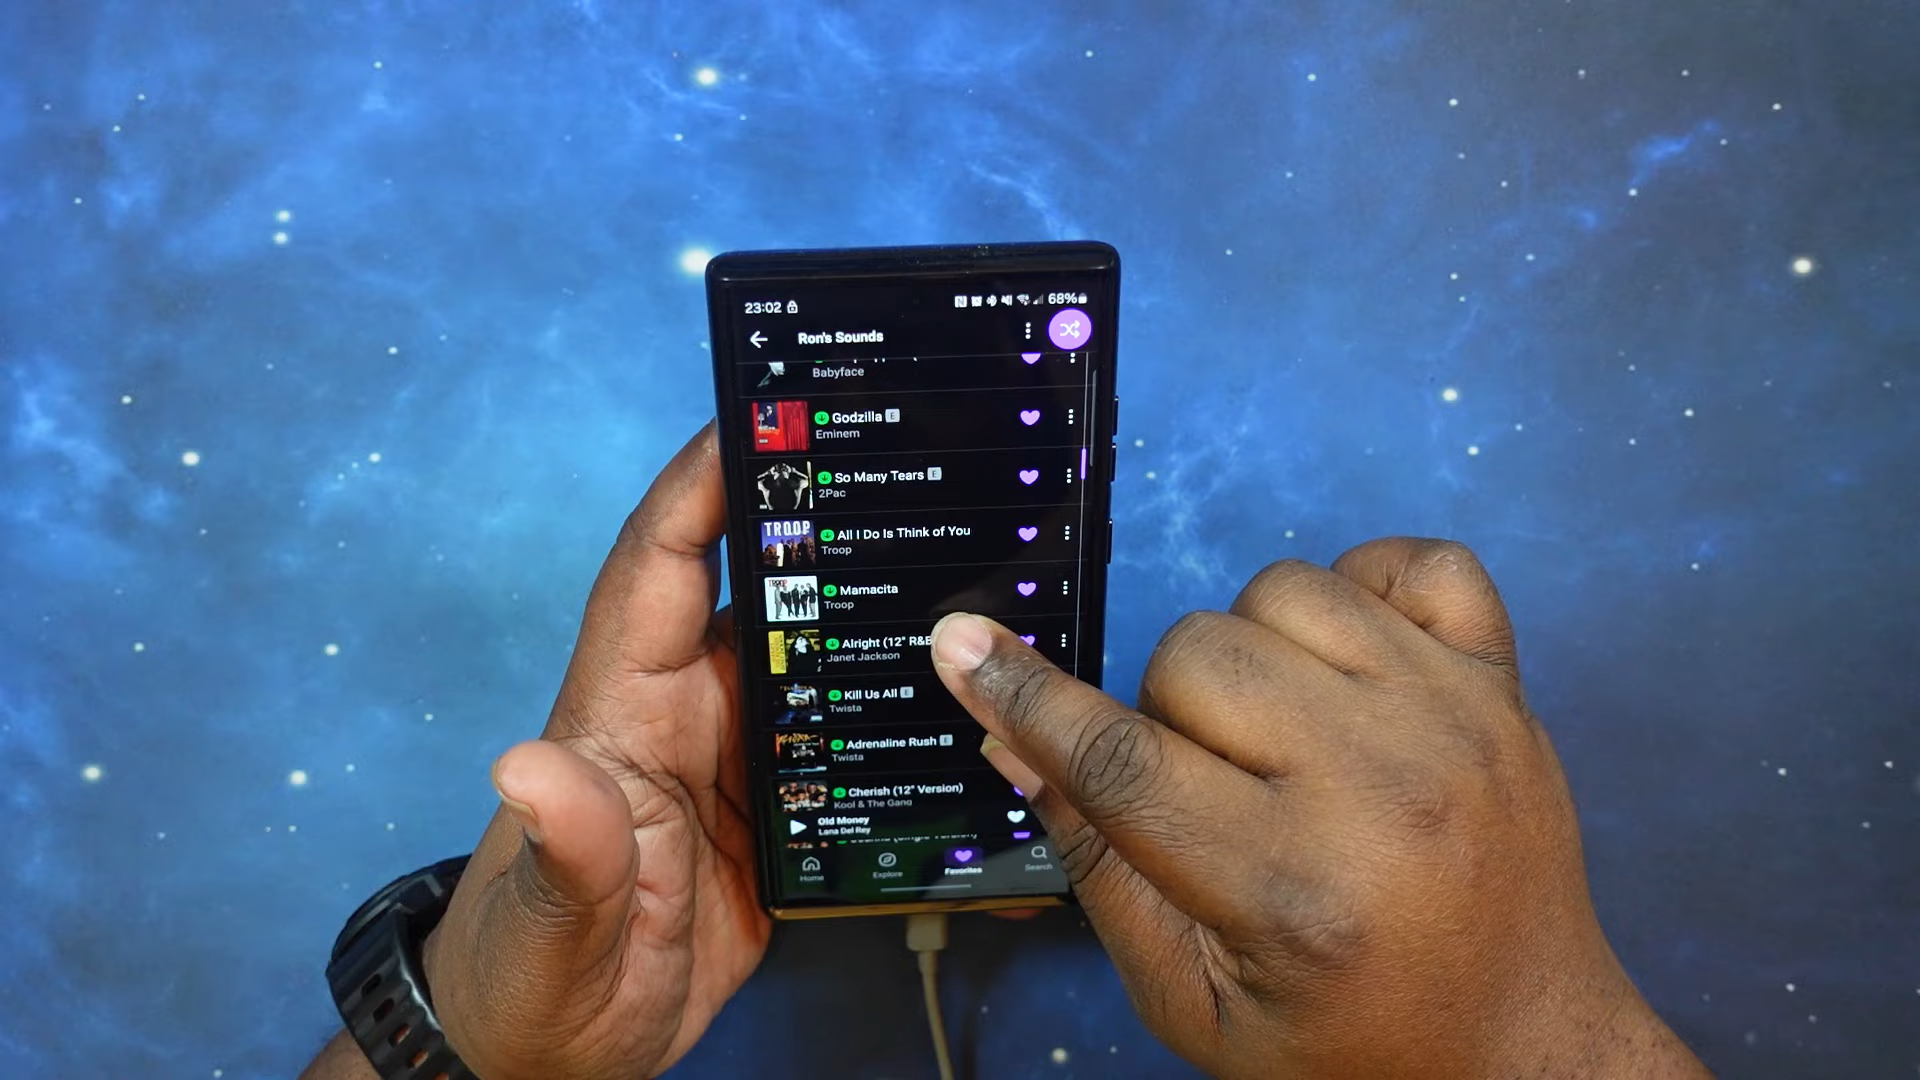 23:02
68%
Ron's Sounds
Babyface
Godzilla E
Eminem
So Many Tears E
2Pac
TROOP
All I Do Is Think of You
Troop
Mamacita
Troop
Alright (12" R&B
Janet Jackson
Kill Us All E
Twista
Adrenaline Rush E
Twista
Cherish (12" Version)
Kool & The Gang
Old Money
Lana Del Rey
Home
Explore
Favorites
Search